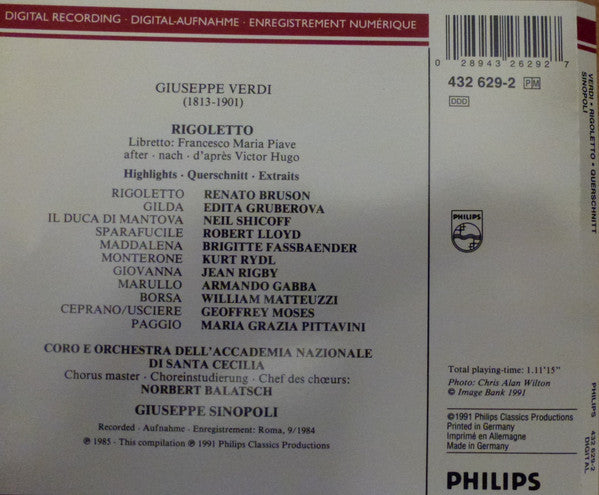 DIGITAL RECORDING · DIGITAL-AUFNAHME · ENREGISTREMENT NUMÉRIQUE
GIUSEPPE VERDI
(1813-1901)
RIGOLETTO
Libretto: Francesco Maria Piave
after · nach · d'après Victor Hugo
Highlights · Querschnitt · Extraits
RIGOLETTO RENATO BRUSON
GILDA EDITA GRUBEROVA
IL DUCA DI MANTOVA NEIL SHICOFF
SPARAFUCILE ROBERT LLOYD
MADDALENA BRIGITTE FASSBAENDER
MONTERONE KURT RYDL
GIOVANNA JEAN RIGBY
MARULLO ARMANDO GABBA
BORSA WILLIAM MATTEUZZI
CEPRANO/USCIERE GEOFFREY MOSES
PAGGIO MARIA GRAZIA PITTAVINI
CORO E ORCHESTRA DELL'ACCADEMIA NAZIONALE
DI SANTA CECILIA
Chorus master · Choreinstudierung · Chef des chœurs:
NORBERT BALATSCH
GIUSEPPE SINOPOLI
Recorded · Aufnahme · Enregistrement: Roma, 9/1984
℗ 1985 · This compilation ℗ 1991 Philips Classics Productions
0 28943 26292 7
432 629-2 PM
DDD
PHILIPS
Total playing-time: 1.11'15"
Photo: Chris Alan Wilton
© Image Bank 1991
©1991 Philips Classics Productions
Printed in Germany
Imprimé en Allemagne
Made in Germany
PHILIPS
VERDI • RIGOLETTO • QUERSCHNITT
SINOPOLI
PHILIPS 432 629-2
DIGITAL